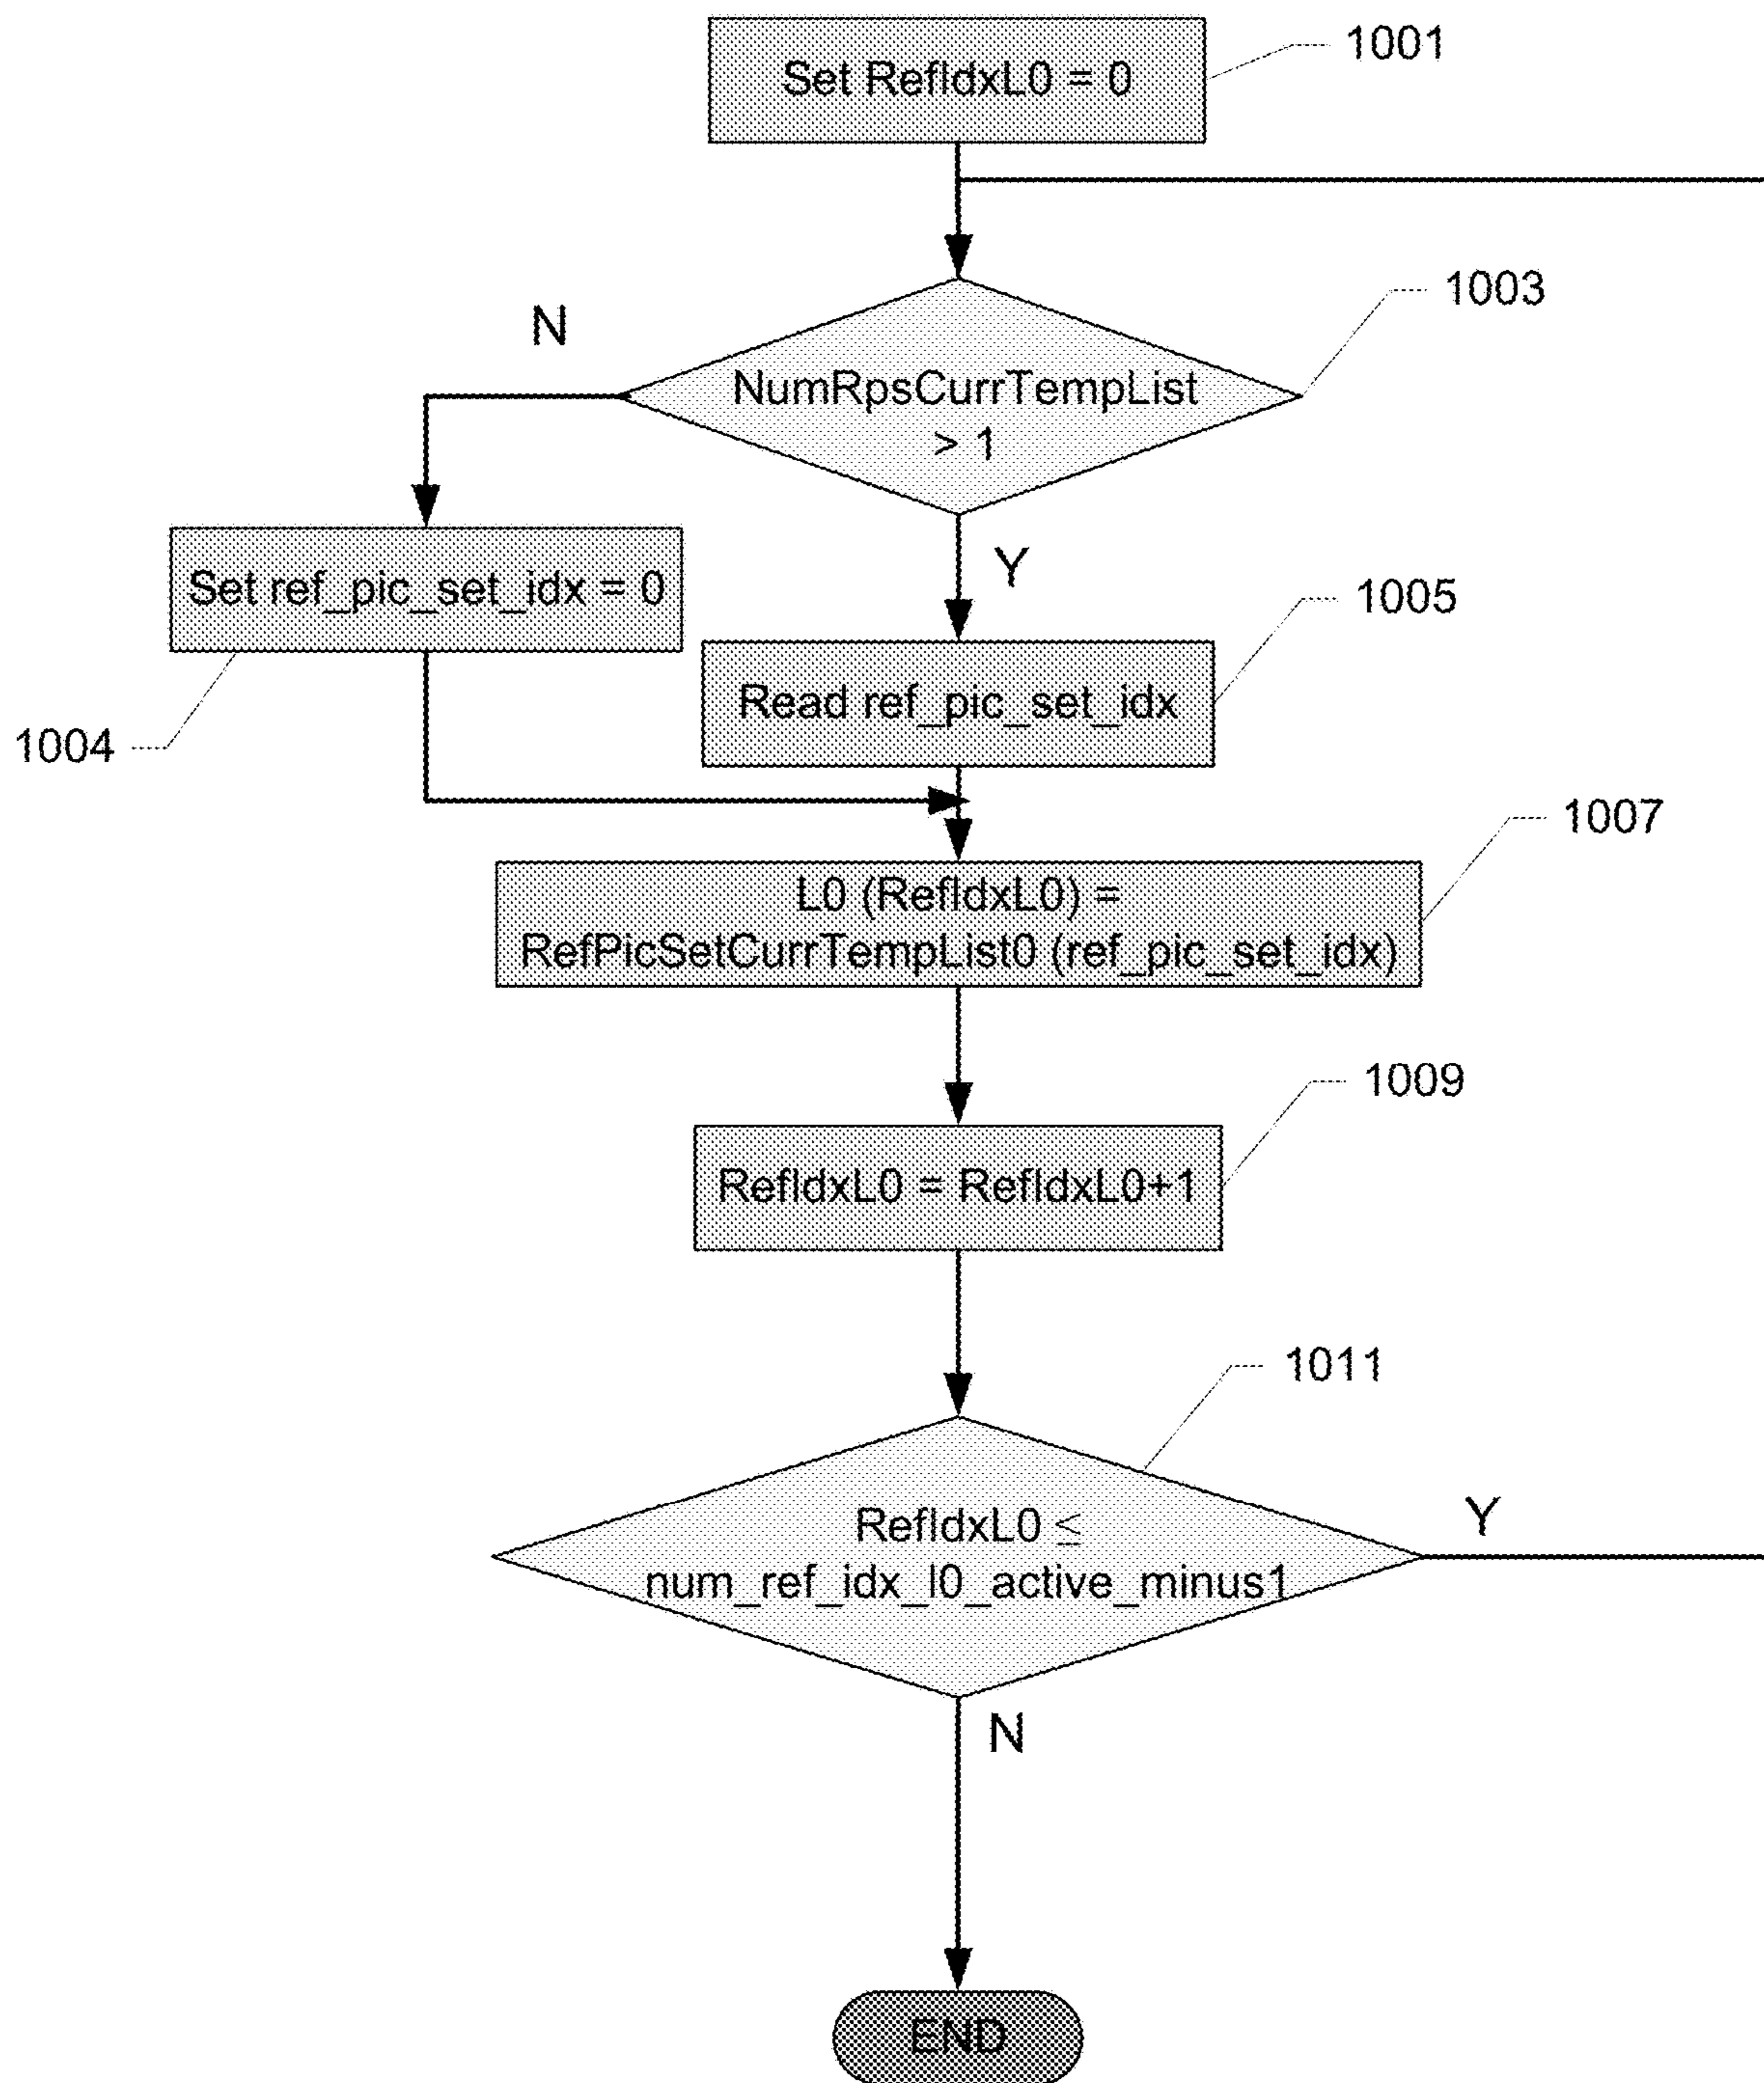 Set RefIdxL0 = 0
1001
N
NumRpsCurrTempList
> 1
1003
Set ref_pic_set_idx = 0
1004
Y
Read ref_pic_set_idx
1005
L0 (RefIdxL0) =
RefPicSetCurrTempList0 (ref_pic_set_idx)
1007
RefIdxL0 = RefIdxL0+1
1009
RefIdxL0 ≤
num_ref_idx_l0_active_minus1
1011
Y
N
END